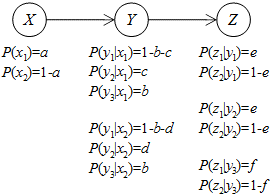 X Y Z
P(x1)=a
P(x2)=1-a
P(y1|x1)=1-b-c
P(y2|x1)=c
P(y3|x1)=b
P(y1|x2)=1-b-d
P(y2|x2)=d
P(y3|x2)=b
P(z1|y1)=e
P(z2|y1)=1-e
P(z1|y2)=e
P(z2|y2)=1-e
P(z1|y3)=f
P(z2|y3)=1-f